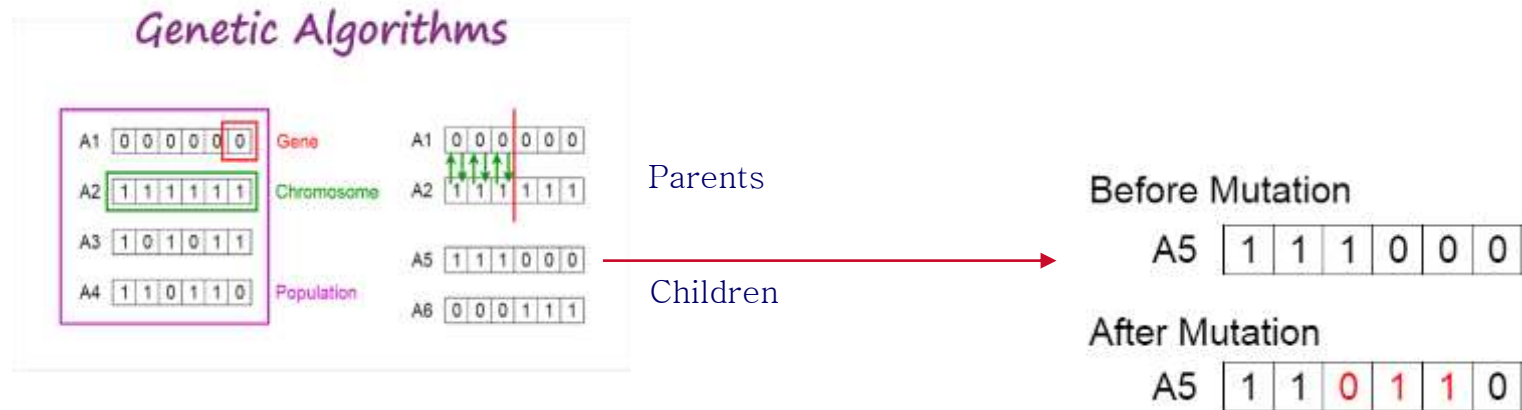 Genetic Algorithms
A1 0 0 0 0 0 0 Gene
A2 1 1 1 1 1 1 Chromosome
A3 1 0 1 0 1 1
A4 1 1 0 1 1 0 Population
A1 0 0 0 0 0 0
A2 1 1 1 1 1 1
A5 1 1 1 0 0 0
A6 0 0 0 1 1 1
Parents
Children
Before Mutation
A5 1 1 1 0 0 0
After Mutation
A5 1 1 0 1 1 0